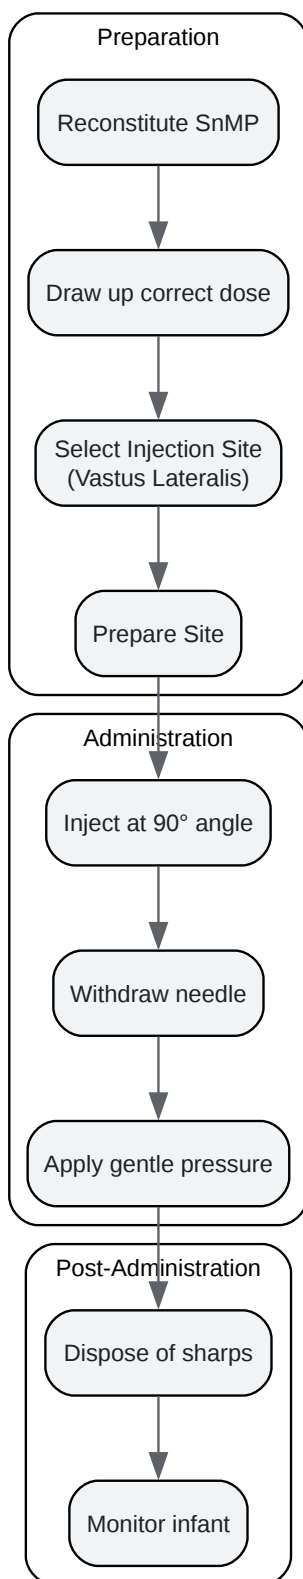 Preparation
Reconstitute SnMP
Draw up correct dose
Select Injection Site
(Vastus Lateralis)
Prepare Site
Administration
Inject at 90° angle
Withdraw needle
Apply gentle pressure
Post-Administration
Dispose of sharps
Monitor infant